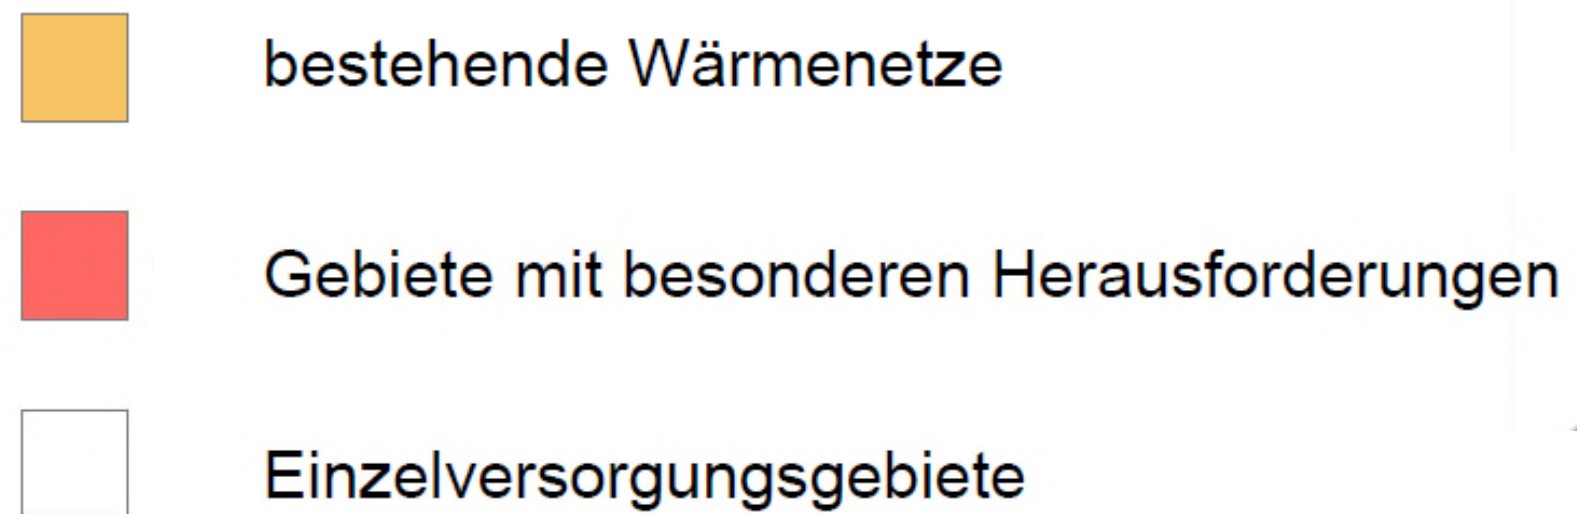 bestehende Wärmenetze
Gebiete mit besonderen Herausforderungen
Einzelversorgungsgebiete